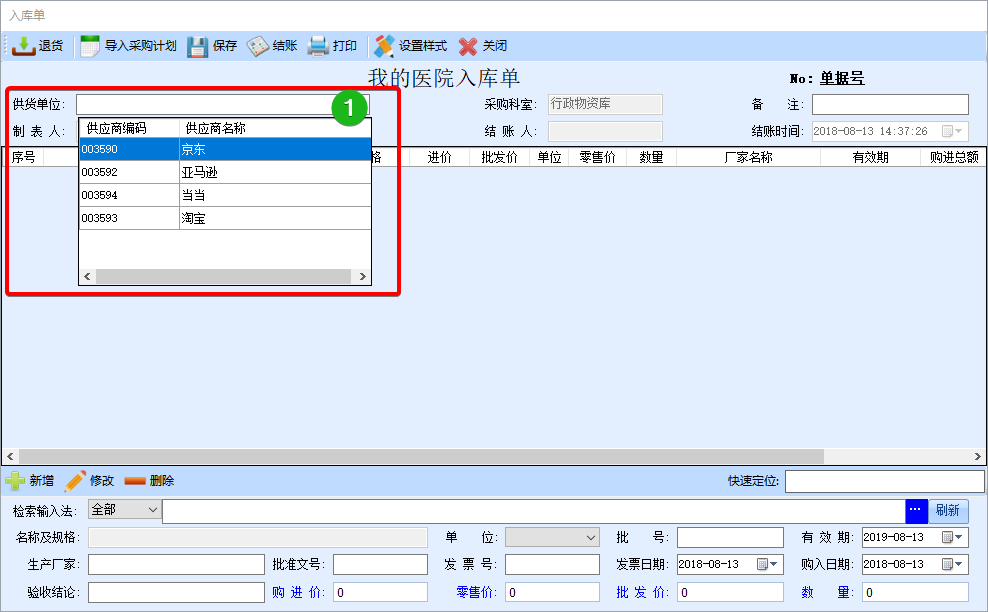 入库单
退货 导入采购计划 保存 结账 打印 设置样式 关闭
我的医院入库单
No: 单据号
供货单位: 1 采购科室: 行政物资库 备 注:
制 表 人: 结 账 人: 结账时间: 2018-08-13 14:37:26
供应商编码 供应商名称
003590 京东
003592 亚马逊
003594 当当
003593 淘宝
序号 格 进价 批发价 单位 零售价 数量 厂家名称 有效期 购进总额
新增 修改 删除 快速定位:
检索输入法: 全部 ... 刷新
名称及规格: 单 位: 批 号: 有 效 期: 2019-08-13
生产厂家: 批准文号: 发 票 号: 发票日期: 2018-08-13 购入日期: 2018-08-13
验收结论: 购 进 价: 0 零售价: 0 批 发 价: 0 数 量: 0